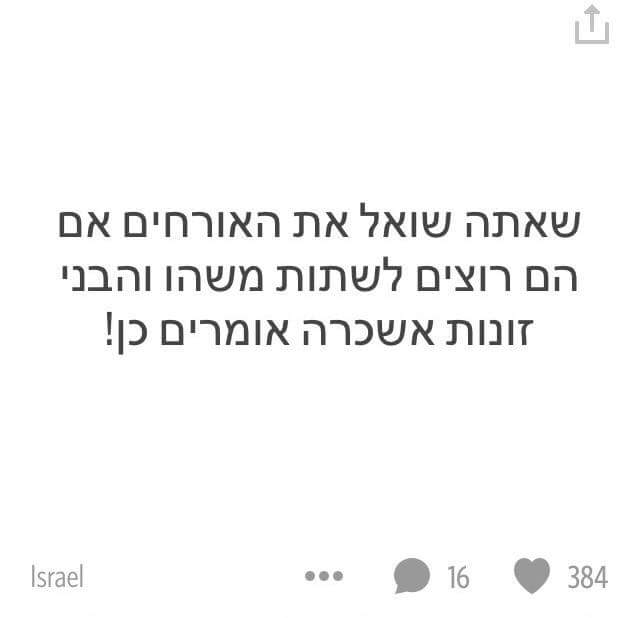 שאתה שואל את האורחים אם
הם רוצים לשתות משהו והבני
זונות אשכרה אומרים כן!
Israel
16
384